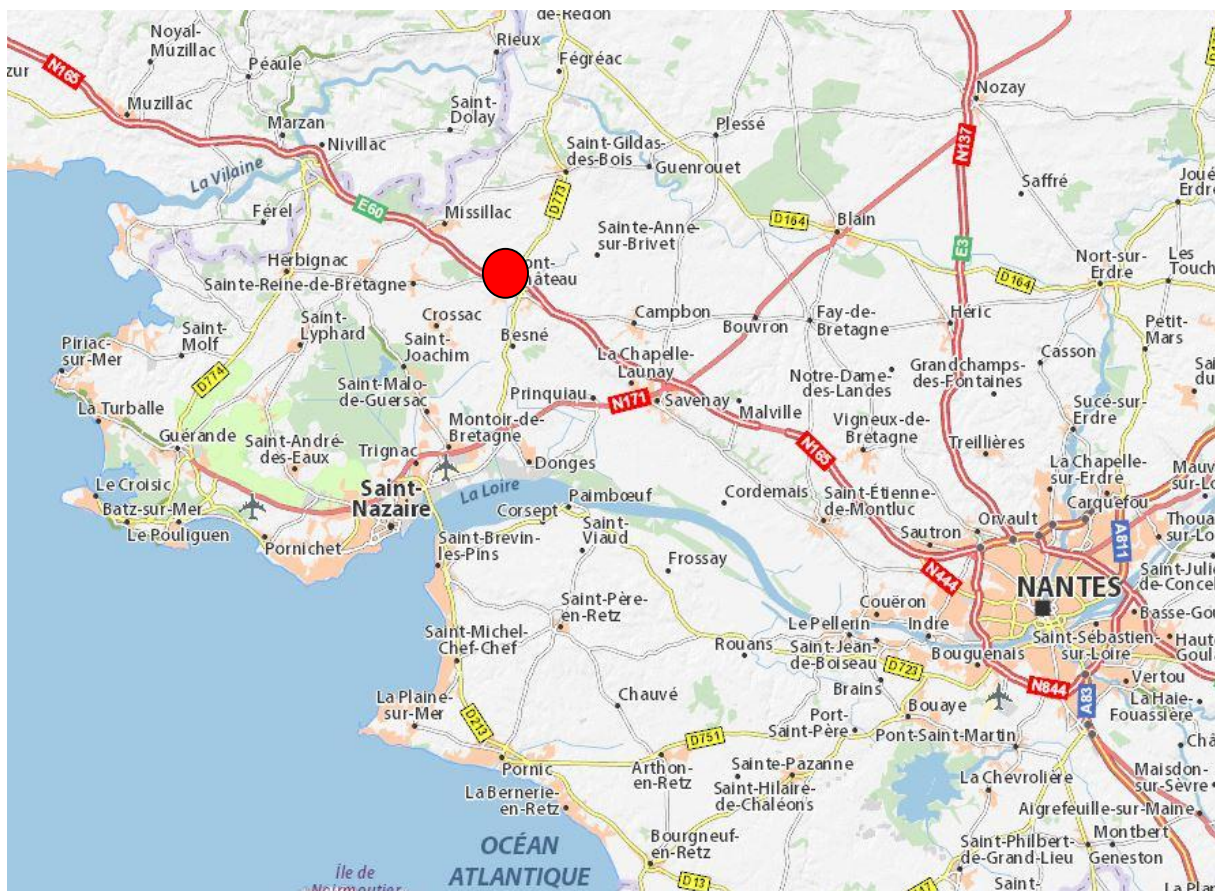 de-Redon
Noyal-
Muzillac
Rieux
N165
Péaule
Fégréac
zur
Nozay
Muzillac
Saint-
Dolay
Plessé
Marzan
Nivillac
N137
Saint-Gildas-
des-Bois
Guenrouet
La Vilaine
Saffré
Joué-
Erdre
D773
E60
Férel
Missillac
Sainte-Anne-
sur-Brivet
D164
Blain
E3
Herbignac
Pont-
château
Nort-sur-
Erdre
Les
Touch
Sainte-Reine-de-Bretagne
D164
Crossac
Campbon
Bouvron
Fay-de-
Bretagne
Héric
Saint-
Lyphard
Besné
Petit-
Mars
Piriac-
sur-Mer
Saint-
Molf
Saint-
Joachim
La Chapelle-
Launay
Casson
D774
Grandchamps-
des-Fontaines
Notre-Dame-
des-Landes
Saint-Malo-
de-Guersac
Prinquiau
N171
Savenay
Malville
Sucé-sur-
Erdre
La Turballe
Montoir-de-
Bretagne
Vigneux-de-
Bretagne
Guérande
Saint-André-
des-Eaux
Treillières
Trignac
Donges
N165
La Chapelle-
sur-Erdre
Le Croisic
Saint-
Nazaire
La Loire
Paimbœuf
Cordemais
Saint-Étienne-
de-Montluc
Carquefou
Batz-sur-Mer
Corsept
Le Pouliguen
Pornichet
Saint-Brevin-
les-Pins
Saint-
Viaud
Sautron
Orvault
A811
Frossay
N444
NANTES
Saint-Père-
en-Retz
Couëron
Le Pellerin
Indre
Saint-Michel-
Chef-Chef
Rouans
Saint-Jean-
de-Boiseau
Bouguenais
Saint-Sébastien-
sur-Loire
D723
Brains
N844
Vertou
La Haie-
Fouassière
La Plaine-
sur-Mer
Chauvé
Bouaye
A83
D213
Port-
Saint-Père
Pont-Saint-Martin
D751
Pornic
Arthon-
en-Retz
Sainte-Pazanne
La Chevrolière
Maisdon-
sur-Sèvre
La Bernerie-
en-Retz
Saint-Hilaire-
de-Chaléons
Aigrefeuille-sur-Maine
Bourgneuf-
en-Retz
Saint-Philbert-
de-Grand-Lieu
Montbert
Geneston
OCÉAN
ATLANTIQUE
Île de
D13
Saint-